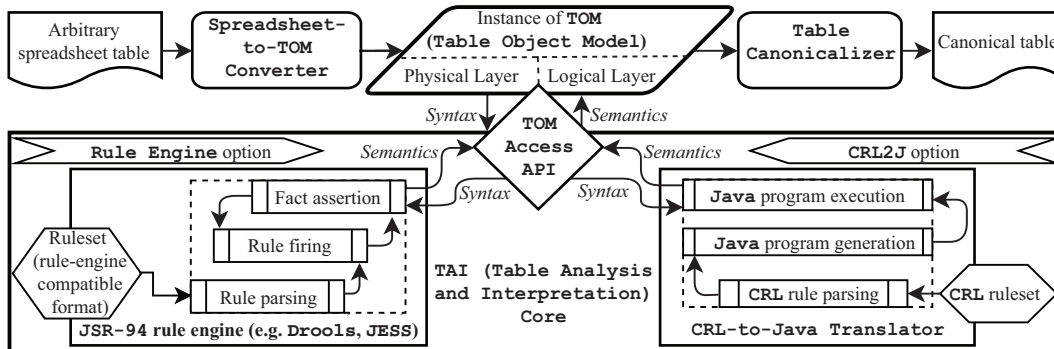 Arbitrary
spreadsheet table
Spreadsheet-
to-TOM
Converter
Instance of TOM
(Table Object Model)
Physical Layer
Logical Layer
Table
Canonicalizer
Canonical table
Syntax
TOM
Access
API
Semantics
Rule Engine option
Semantics
Semantics
CRL2J option
Syntax
Syntax
Fact assertion
Rule firing
Rule parsing
Ruleset
(rule-engine
compatible
format)
JSR-94 rule engine (e.g. Drools, JESS)
TAI (Table Analysis
and Interpretation)
Core
Java program execution
Java program generation
CRL rule parsing
CRL ruleset
CRL-to-Java Translator